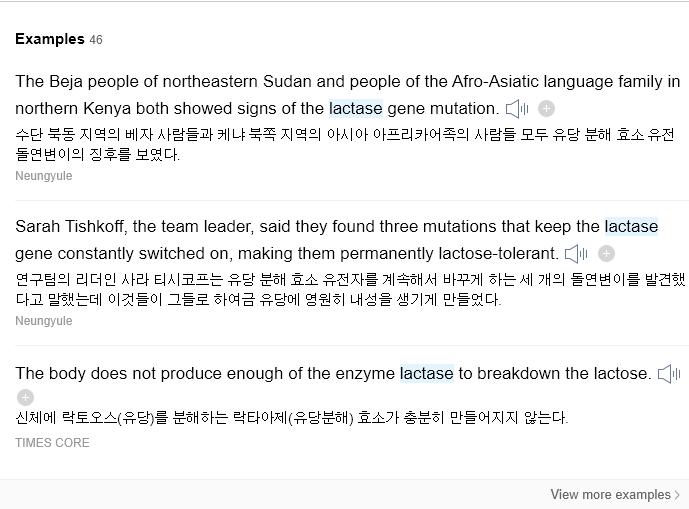 Examples 46
The Beja people of northeastern Sudan and people of the Afro-Asiatic language family in
northern Kenya both showed signs of the lactase gene mutation.
수단 북동 지역의 베자 사람들과 케냐 북쪽 지역의 아시아 아프리카어족의 사람들 모두 유당 분해 효소 유전
돌연변이의 징후를 보였다.
Neungyule
Sarah Tishkoff, the team leader, said they found three mutations that keep the lactase
gene constantly switched on, making them permanently lactose-tolerant.
연구팀의 리더인 사라 티시코프는 유당 분해 효소 유전자를 계속해서 바꾸게 하는 세 개의 돌연변이를 발견했
다고 말했는데 이것들이 그들로 하여금 유당에 영원히 내성을 생기게 만들었다.
Neungyule
The body does not produce enough of the enzyme lactase to breakdown the lactose.
신체에 락토오스(유당)를 분해하는 락타아제(유당분해) 효소가 충분히 만들어지지 않는다.
TIMES CORE
View more examples